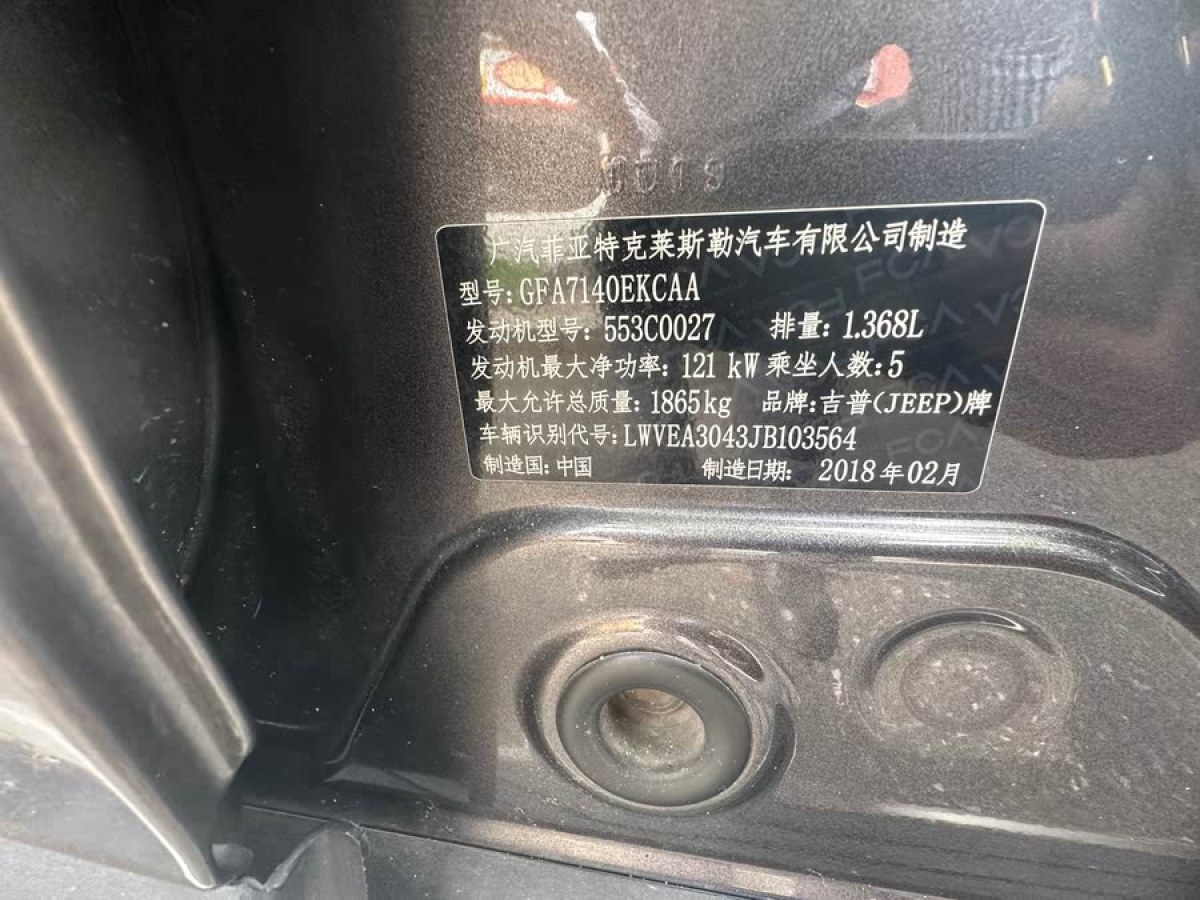 广汽菲亚特克莱斯勒汽车有限公司制造
型号: GFA7140EKCAA
发动机型号: 553C0027 排量: 1.368L
发动机最大净功率: 121 kW 乘坐人数: 5
最大允许总质量: 1865kg 品牌: 吉普(JEEP)牌
车辆识别代号: LWVEA3043JB103564
制造国: 中国 制造日期: 2018年02月